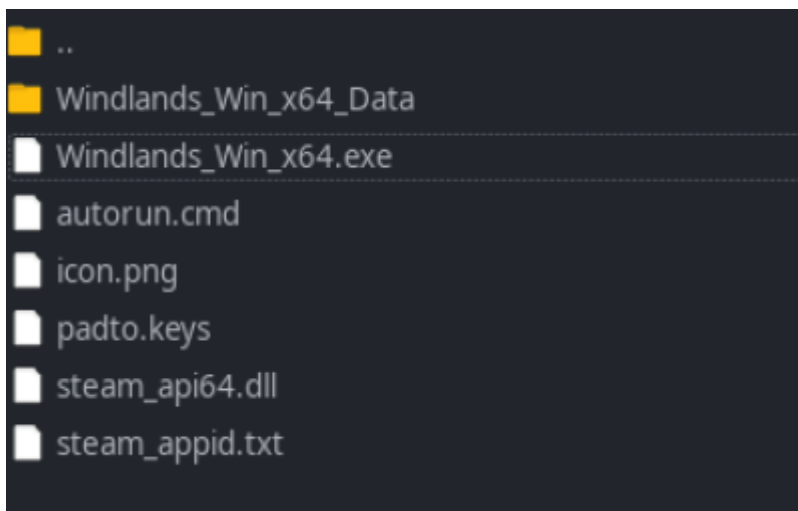 ..
Windlands_Win_x64_Data
Windlands_Win_x64.exe
autorun.cmd
icon.png
padto.keys
steam_api64.dll
steam_appid.txt